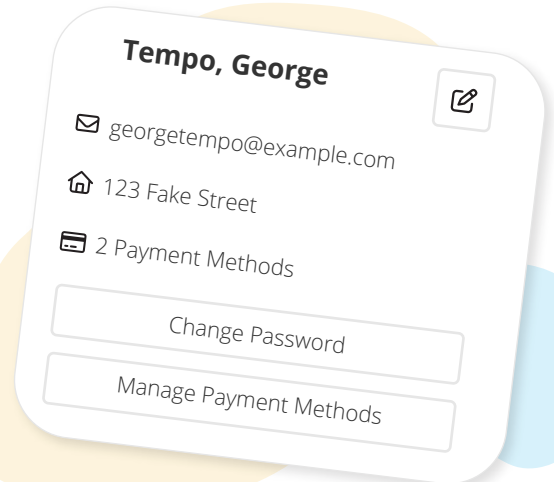 Tempo, George
georgetempo@example.com
123 Fake Street
2 Payment Methods
Change Password
Manage Payment Methods